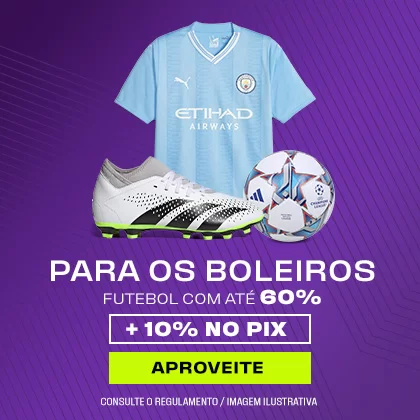 ETIHAD
AIRWAYS
PARA OS BOLEIROS
FUTEBOL COM ATÉ 60%
+ 10% NO PIX
APROVEITE
CONSULTE O REGULAMENTO / IMAGEM ILUSTRATIVA